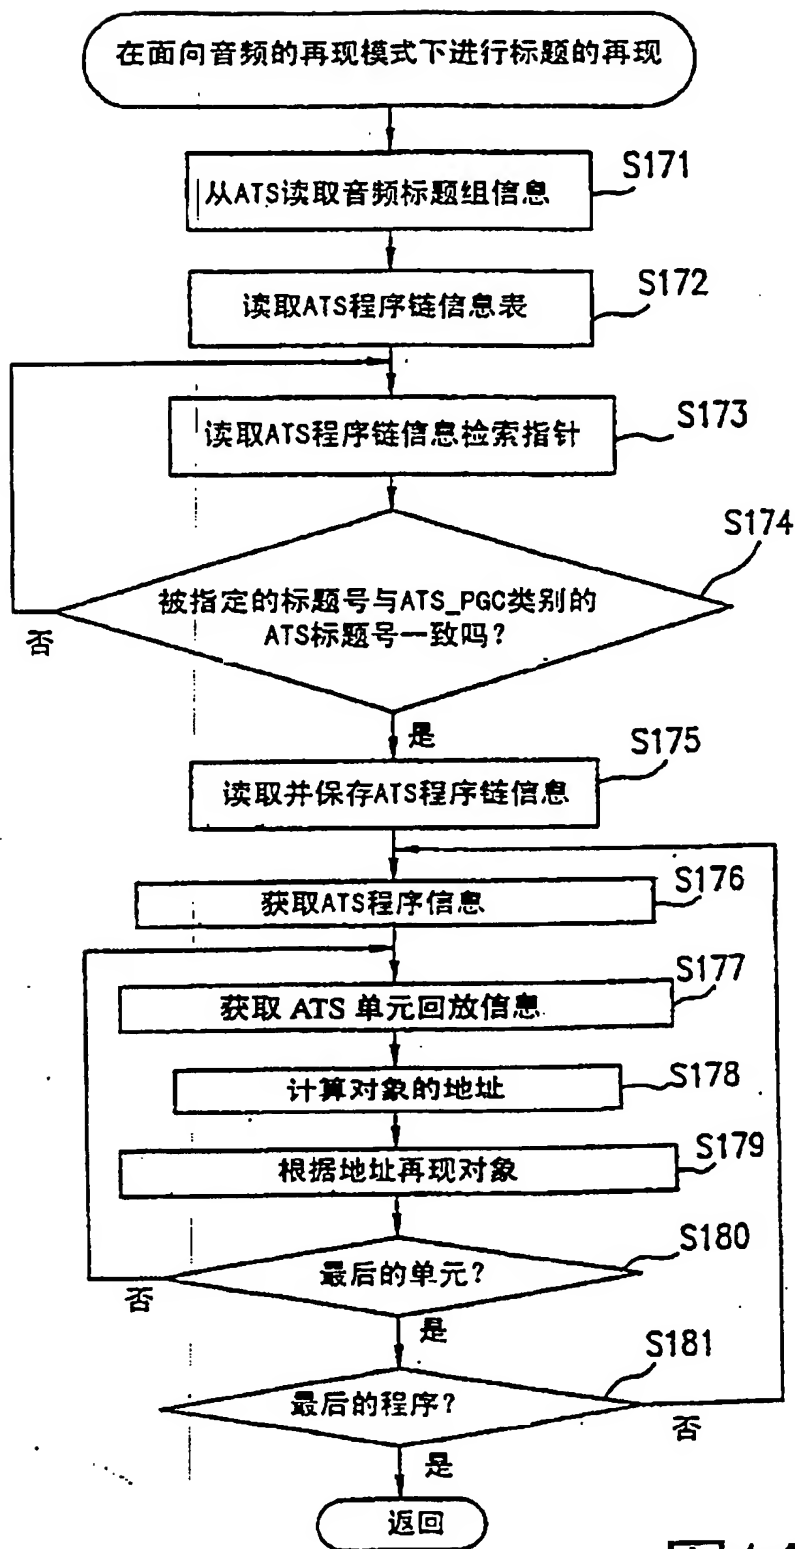 在面向音频的再现模式下进行标题的再现
S171
从ATS读取音频标题组信息
S172
读取ATS程序链信息表
S173
读取ATS程序链信息检索指针
S174
被指定的标题号与ATS_PGC类别的
ATS标题号一致吗?
否
是
S175
读取并保存ATS程序链信息
S176
获取ATS程序信息
S177
获取 ATS 单元回放信息
S178
计算对象的地址
S179
根据地址再现对象
S180
最后的单元?
否
是
S181
最后的程序?
否
是
返回